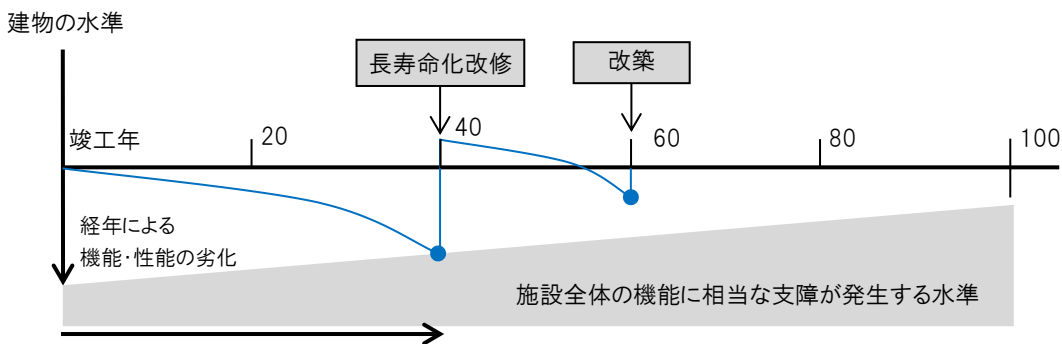 建物の水準
長寿命化改修
改築
竣工年
20
40
60
80
100
経年による
機能・性能の劣化
施設全体の機能に相当な支障が発生する水準